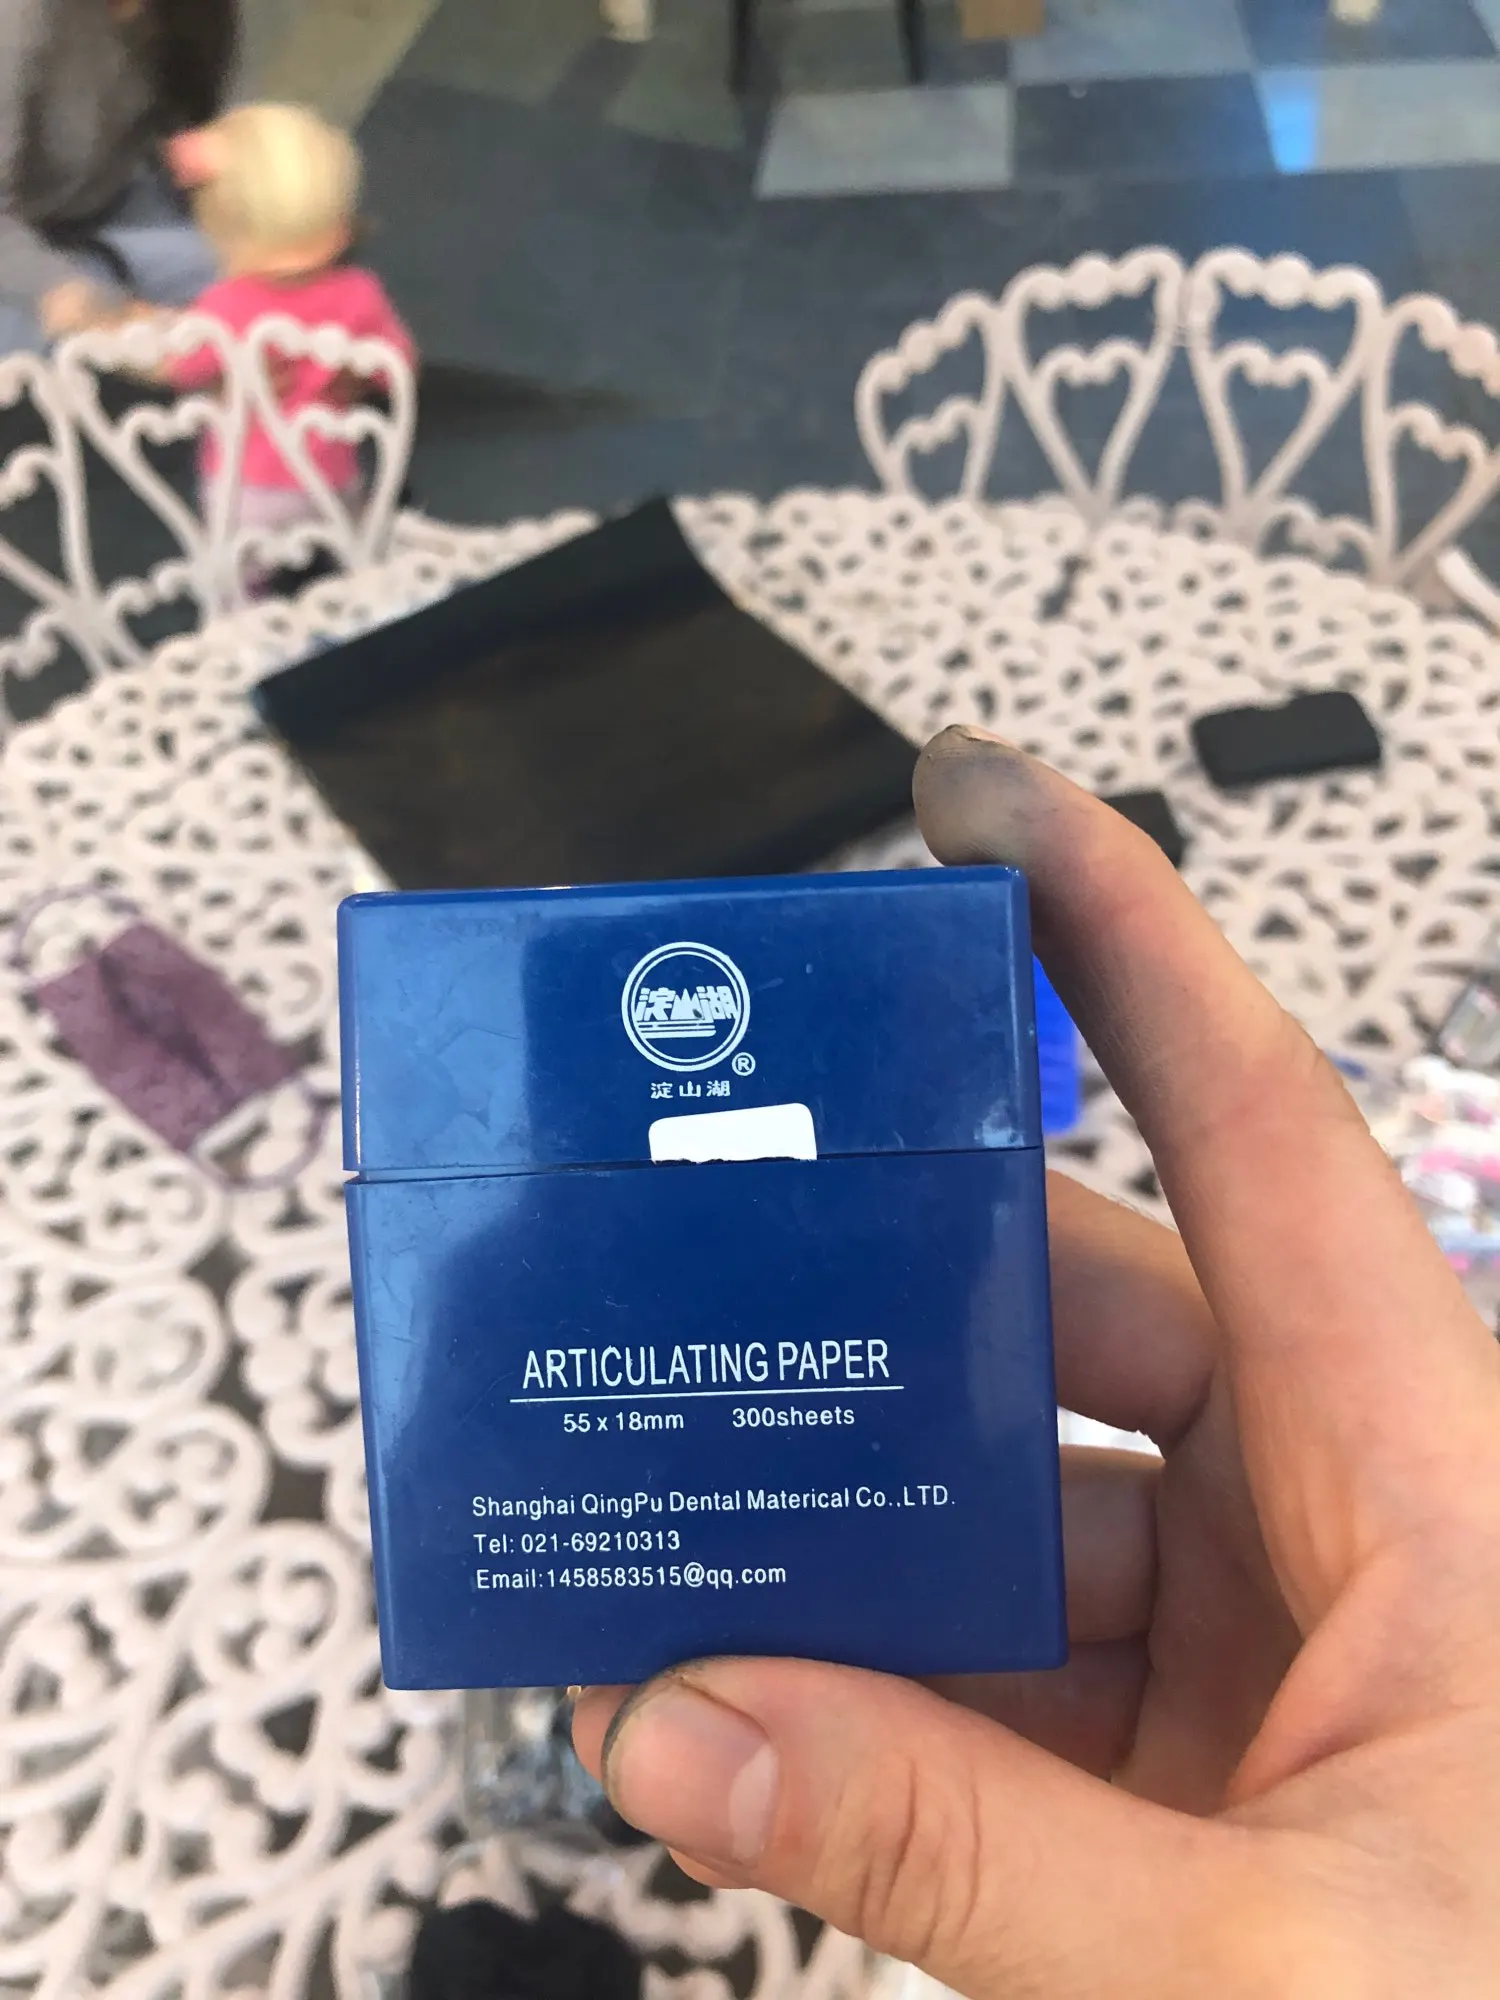 淀山湖
®
淀山湖
ARTICULATING PAPER
55 x 18mm 300sheets
Shanghai QingPu Dental Materical Co.,LTD.
Tel: 021-69210313
Email:1458583515@qq.com